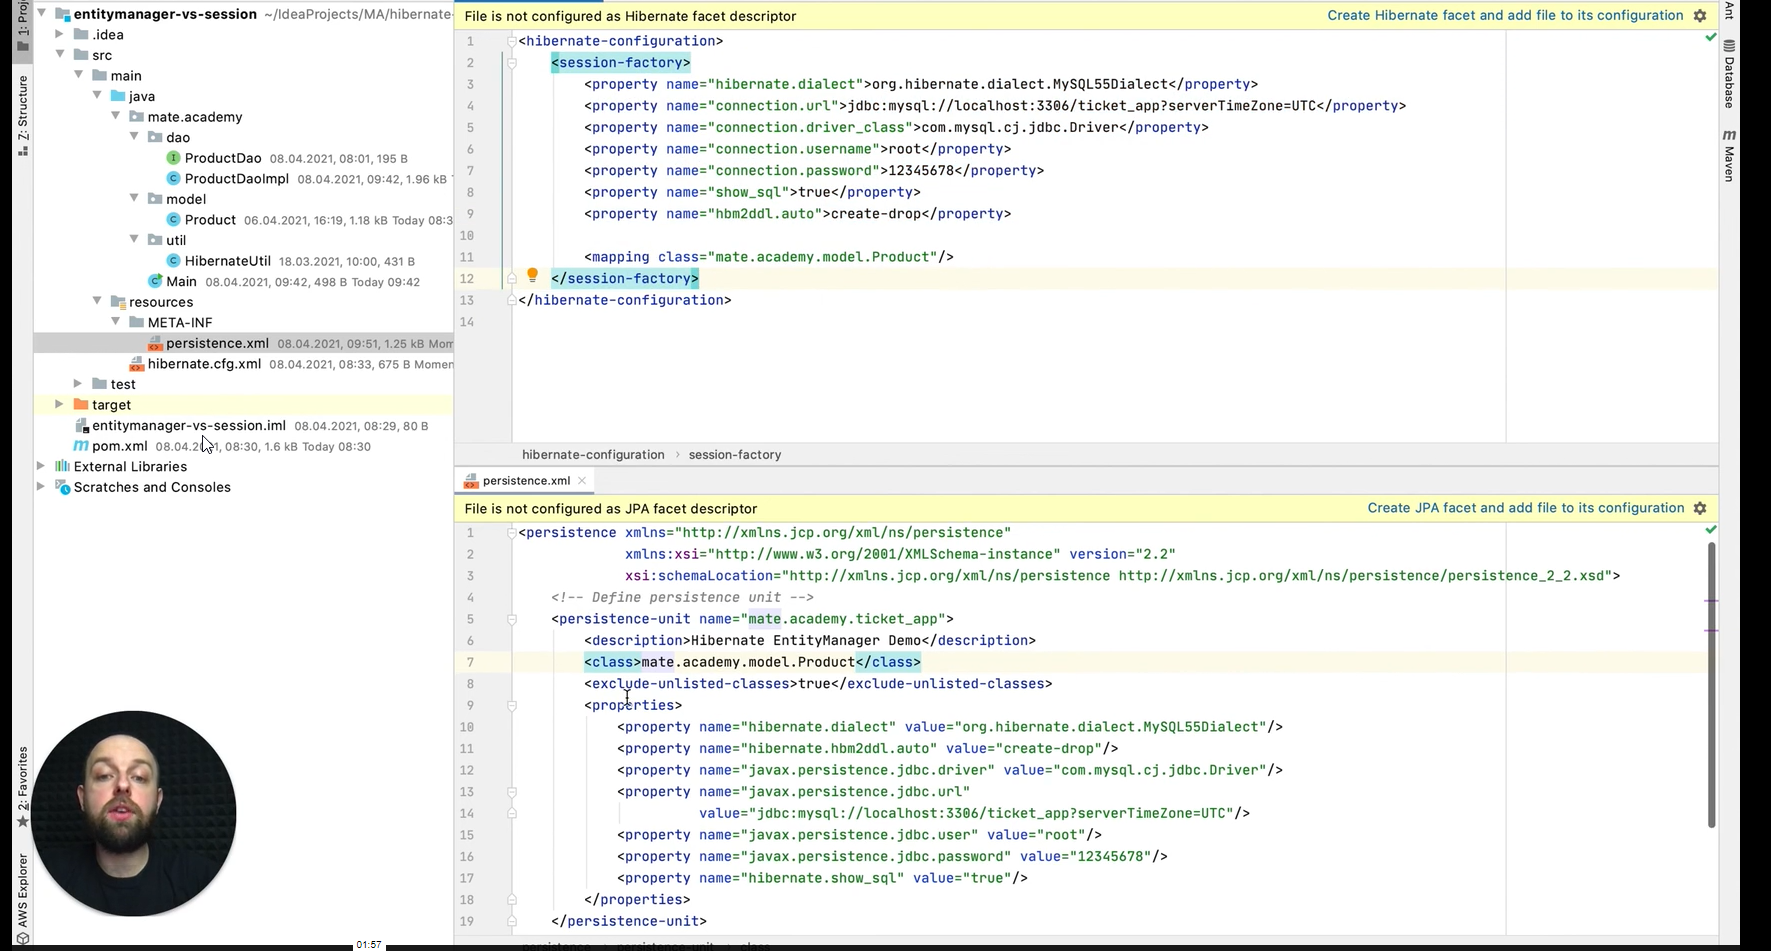 1: Proj
Z: Structure
2: Favorites
AWS Explorer
entitymanager-vs-session ~/IdeaProjects/MA/hibernate-
.idea
src
main
java
mate.academy
dao
ProductDao 08.04.2021, 08:01, 195 B
ProductDaoImpl 08.04.2021, 09:42, 1.96 kB
model
Product 06.04.2021, 16:19, 1.18 kB Today 08:3
util
HibernateUtil 18.03.2021, 10:00, 431 B
Main 08.04.2021, 09:42, 498 B Today 09:42
resources
META-INF
persistence.xml 08.04.2021, 09:51, 1.25 kB Mom
hibernate.cfg.xml 08.04.2021, 08:33, 675 B Momen
test
target
entitymanager-vs-session.iml 08.04.2021, 08:29, 80 B
pom.xml 08.04.2021, 08:30, 1.6 kB Today 08:30
External Libraries
Scratches and Consoles
File is not configured as Hibernate facet descriptor Create Hibernate facet and add file to its configuration
1 <hibernate-configuration>
2 <session-factory>
3 <property name="hibernate.dialect">org.hibernate.dialect.MySQL55Dialect</property>
4 <property name="connection.url">jdbc:mysql://localhost:3306/ticket_app?serverTimeZone=UTC</property>
5 <property name="connection.driver_class">com.mysql.cj.jdbc.Driver</property>
6 <property name="connection.username">root</property>
7 <property name="connection.password">12345678</property>
8 <property name="show_sql">true</property>
9 <property name="hbm2ddl.auto">create-drop</property>
10
11 <mapping class="mate.academy.model.Product"/>
12 </session-factory>
13 </hibernate-configuration>
14
hibernate-configuration › session-factory
persistence.xml
File is not configured as JPA facet descriptor Create JPA facet and add file to its configuration
1 <persistence xmlns="http://xmlns.jcp.org/xml/ns/persistence"
2 xmlns:xsi="http://www.w3.org/2001/XMLSchema-instance" version="2.2"
3 xsi:schemaLocation="http://xmlns.jcp.org/xml/ns/persistence http://xmlns.jcp.org/xml/ns/persistence/persistence_2_2.xsd">
4 <!-- Define persistence unit -->
5 <persistence-unit name="mate.academy.ticket_app">
6 <description>Hibernate EntityManager Demo</description>
7 <class>mate.academy.model.Product</class>
8 <exclude-unlisted-classes>true</exclude-unlisted-classes>
9 <properties>
10 <property name="hibernate.dialect" value="org.hibernate.dialect.MySQL55Dialect"/>
11 <property name="hibernate.hbm2ddl.auto" value="create-drop"/>
12 <property name="javax.persistence.jdbc.driver" value="com.mysql.cj.jdbc.Driver"/>
13 <property name="javax.persistence.jdbc.url"
14 value="jdbc:mysql://localhost:3306/ticket_app?serverTimeZone=UTC"/>
15 <property name="javax.persistence.jdbc.user" value="root"/>
16 <property name="javax.persistence.jdbc.password" value="12345678"/>
17 <property name="hibernate.show_sql" value="true"/>
18 </properties>
19 </persistence-unit>
persistence › persistence-unit › class
Ant
Database
Maven
01:57